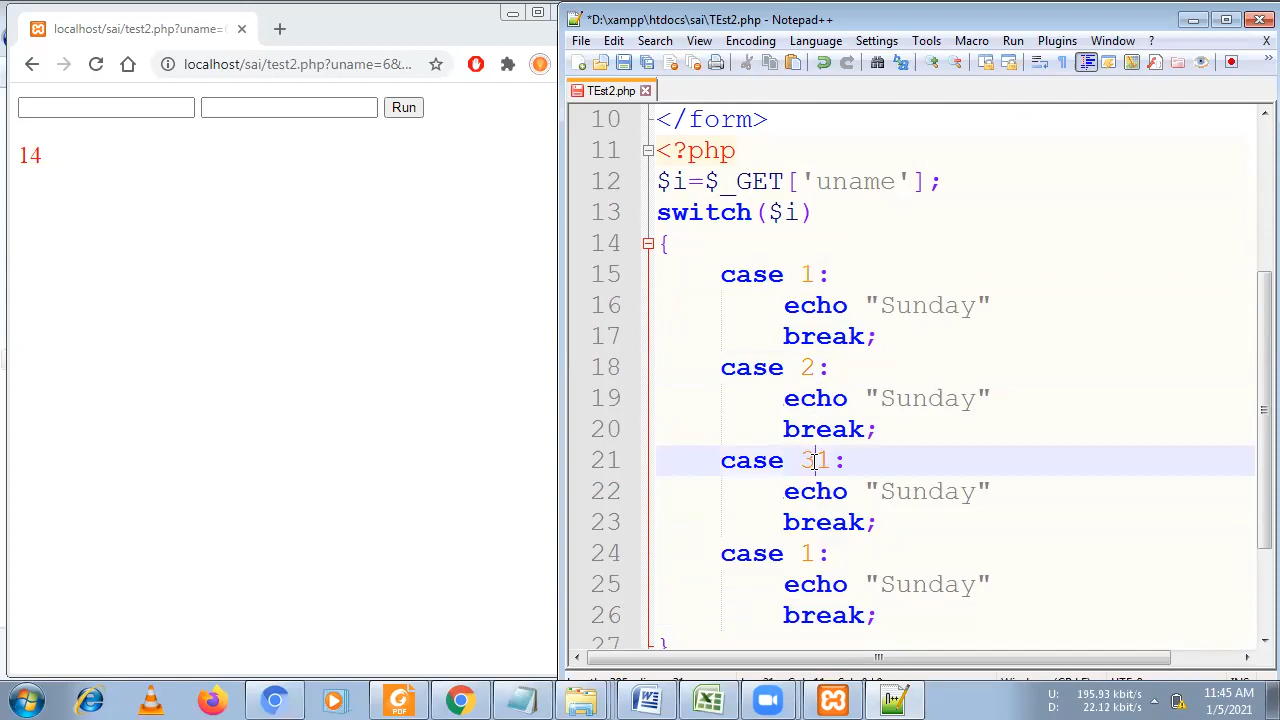 localhost/sai/test2.php?uname=
localhost/sai/test2.php?uname=6&...
Run
14
*D:\xampp\htdocs\sai\TEst2.php - Notepad++
File Edit Search View Encoding Language Settings Tools Macro Run Plugins Window ? X
TEst2.php
10 </form>
11 <?php
12 $i=$_GET['uname'];
13 switch($i)
14 {
15 case 1:
16 echo "Sunday"
17 break;
18 case 2:
19 echo "Sunday"
20 break;
21 case 31:
22 echo "Sunday"
23 break;
24 case 1:
25 echo "Sunday"
26 break;
27 }
PDF
U: 195.93 kbit/s
D: 22.12 kbit/s
11:45 AM
1/5/2021